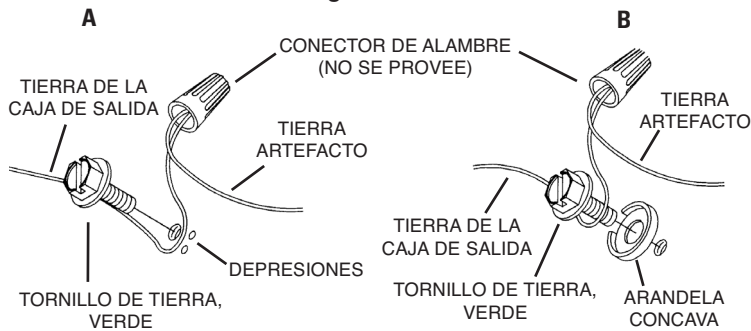 A
B
CONECTOR DE ALAMBRE
(NO SE PROVEE)
TIERRA DE LA
CAJA DE SALIDA
TIERRA
ARTEFACTO
DEPRESIONES
TORNILLO DE TIERRA,
VERDE
TIERRA
ARTEFACTO
TIERRA DE LA
CAJA DE SALIDA
TORNILLO DE TIERRA,
VERDE
ARANDELA
CONCAVA